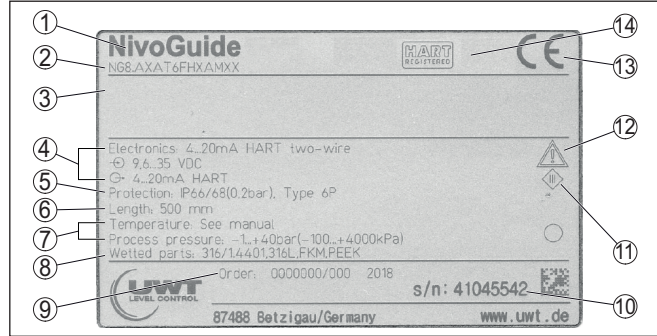 1
NivoGuide
HART
REGISTERED
14
CE
13
2
NG8.AXAT6FHXAMXX
3
4
Electronics: 4...20mA HART two-wire
9,6...35 VDC
4...20mA HART
12
5
Protection: IP66/68(0,2bar), Type 6P
6
Length: 500 mm
11
7
Temperature: See manual
Process pressure: -1...+40bar(-100...+4000kPa)
8
Wetted parts: 316/1.4401,316L,FKM,PEEK
9
Order: 0000000/000 2018
UWT
LEVEL CONTROL
s/n: 41045542
10
87488 Betzigau/Germany
www.uwt.de